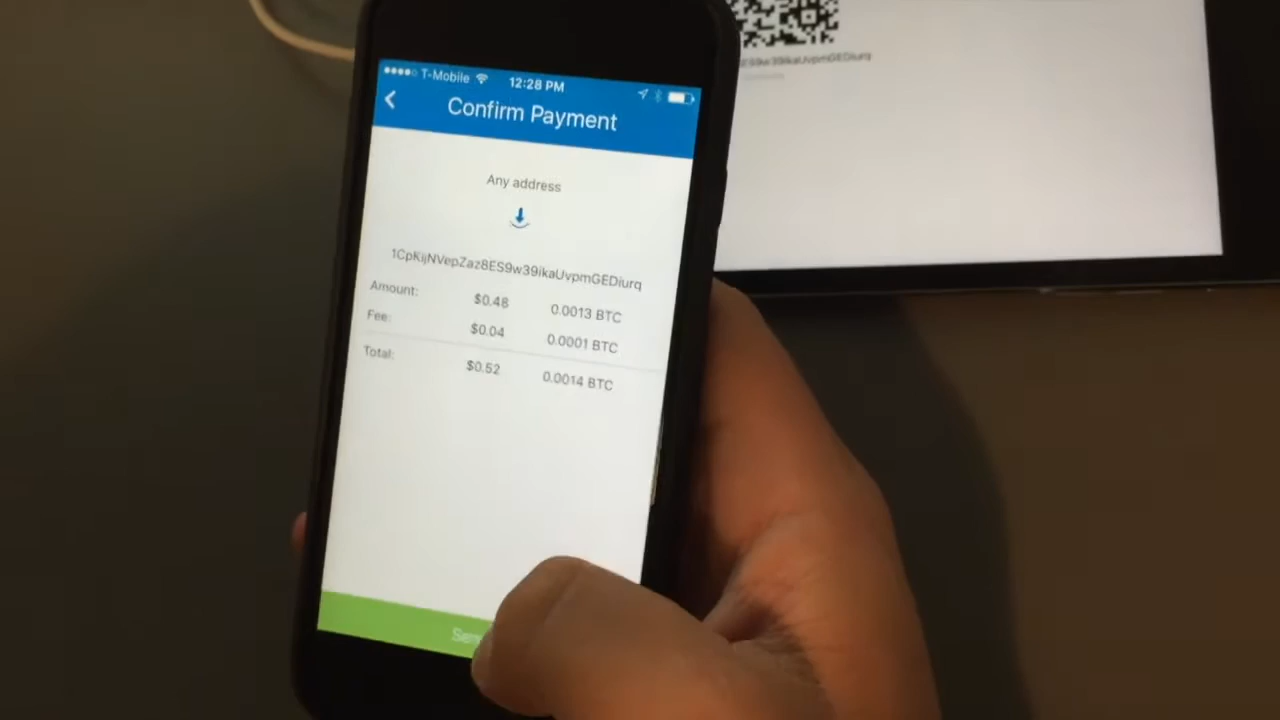 T-Mobile 12:28 PM
Confirm Payment
Any address
1CpKijNVepZaz8ES9w39ikaUvpmGEDiurq
Amount: $0.48 0.0013 BTC
Fee: $0.04 0.0001 BTC
Total: $0.52 0.0014 BTC